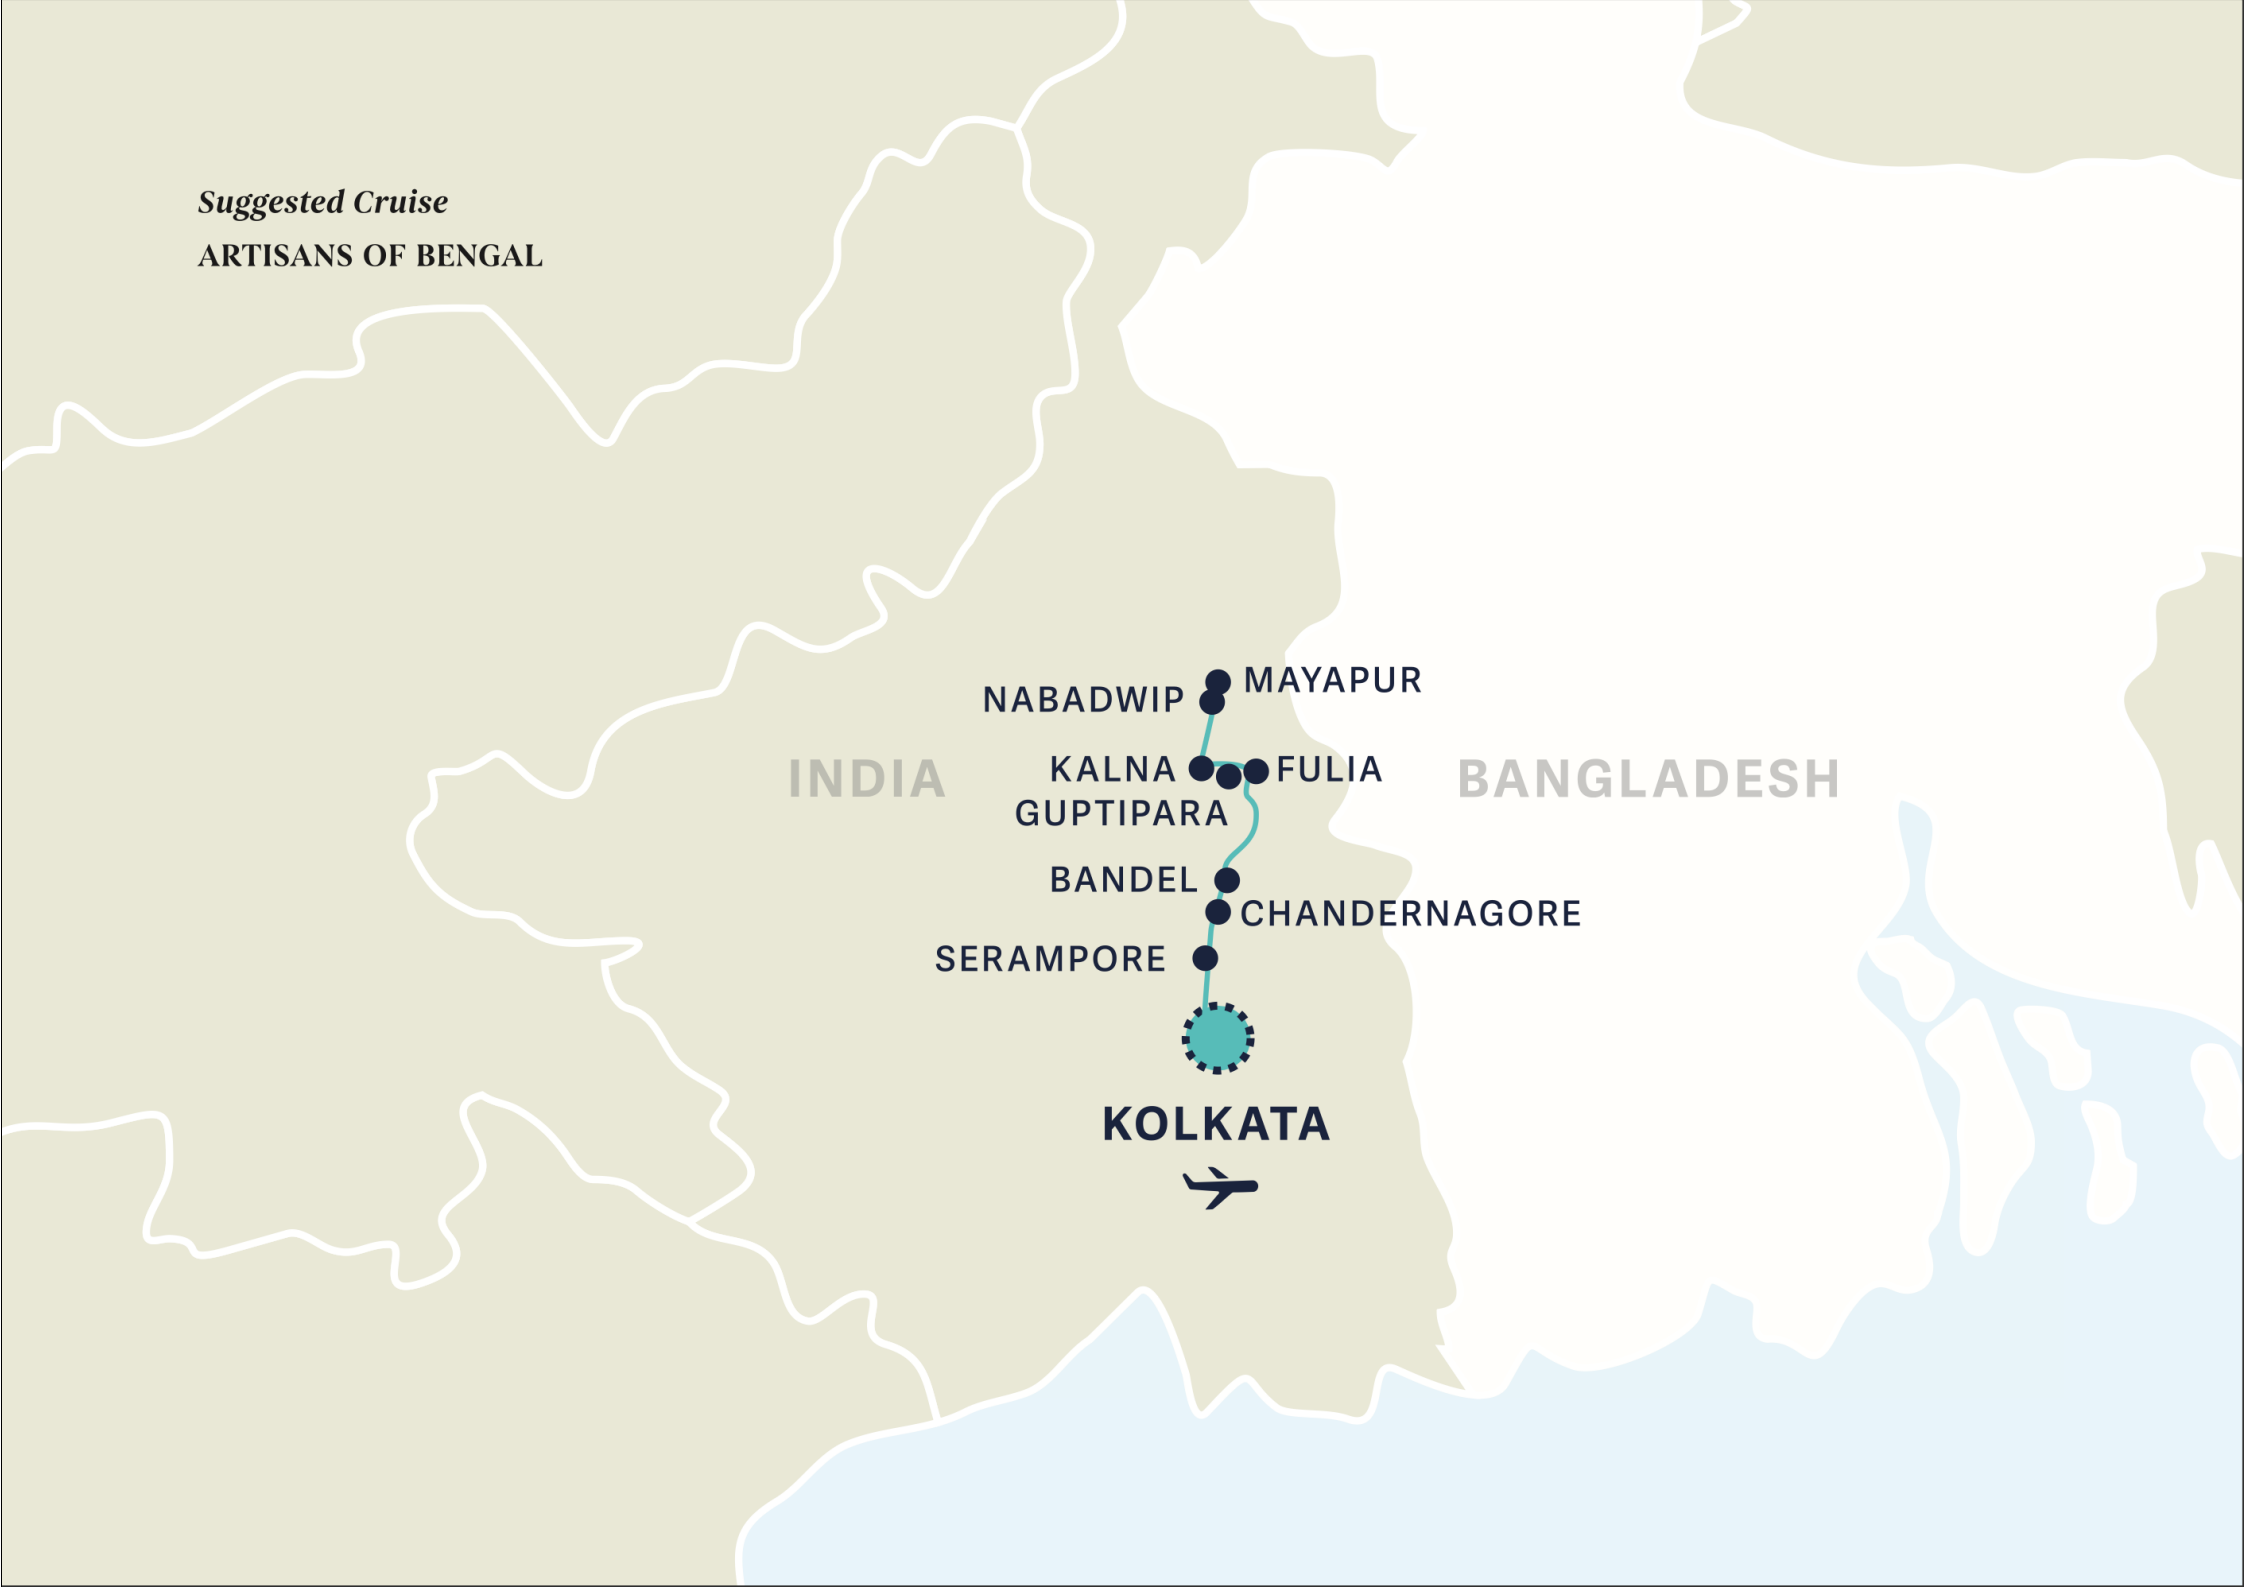 Suggested Cruise
ARTISANS OF BENGAL
MAYAPUR
NABADWIP
KALNA
FULIA
INDIA
BANGLADESH
GUPTIPARA
BANDEL
CHANDERNAGORE
SERAMPORE
KOLKATA